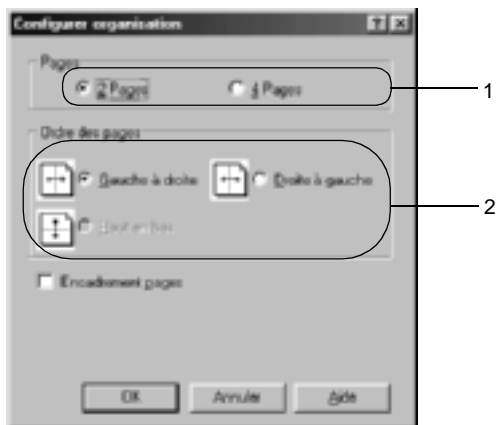 Configurer organisation
Pages
2 Pages
4 Pages
1
Ordre des pages
Gauche à droite
Droite à gauche
Haut en bas
2
Encadrement pages
OK
Annuler
Aide